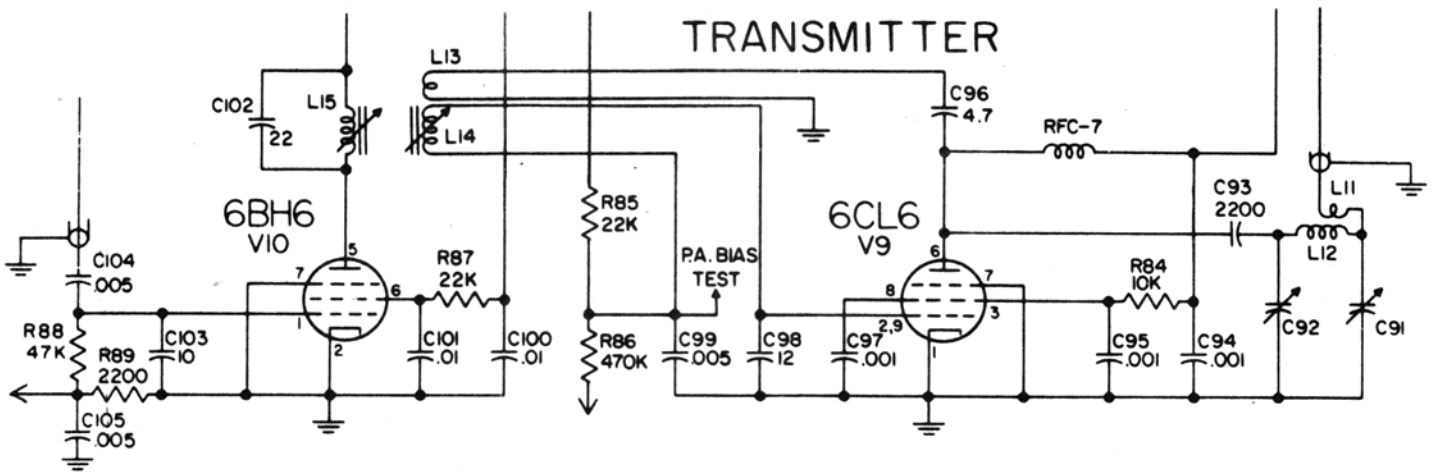 TRANSMITTER
L13
C102
22
L15
L14
C96
4.7
RFC-7
C93
2200
L11
L12
6BH6
V10
R85
22K
6CL6
V9
P.A. BIAS
TEST
C104
.005
R87
22K
R84
10K
5
7
6
1
2
6
7
8
3
2,9
1
R88
47K
R89
2200
C103
10
C101
.01
C100
.01
R86
470K
C99
.005
C98
12
C97
.001
C95
.001
C94
.001
C92
C91
C105
.005